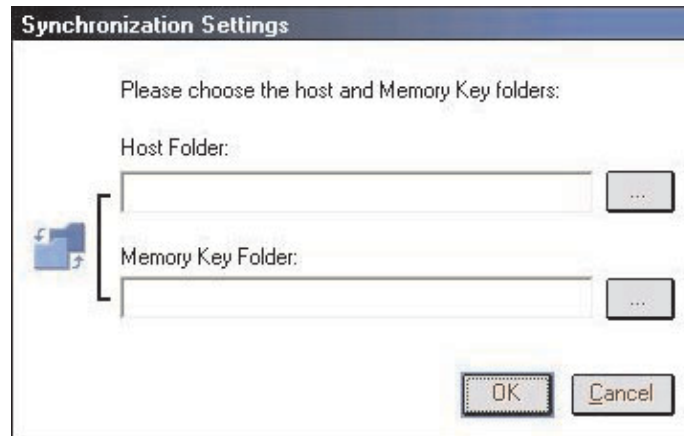 Synchronization Settings
Please choose the host and Memory Key folders:
Host Folder:
...
Memory Key Folder:
...
OK Cancel